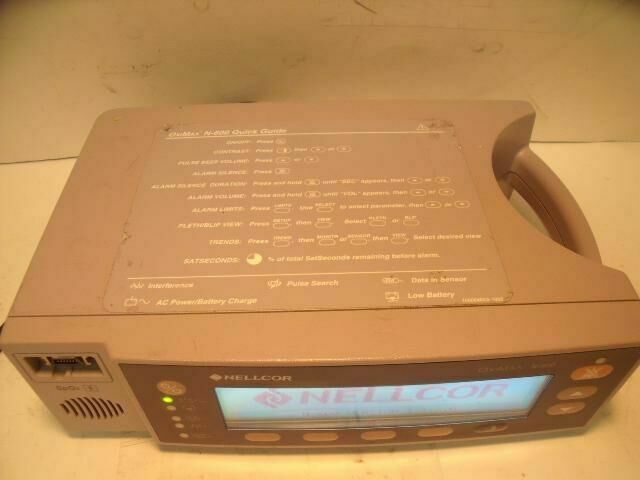 OXIMAX N-600 Quick Guide
ON/OFF: Press
CONTRAST: Press then or
PULSE BEEP VOLUME: Press or
ALARM SILENCE: Press
ALARM SILENCE DURATION: Press and hold until "SEC" appears, then or
ALARM VOLUME: Press and hold until "VOL" appears, then or
ALARM LIMITS: Press LIMITS Use SELECT to select parameter, then or
PLETH/BLIP VIEW: Press SETUP then VIEW Select PLETH or BLIP
TRENDS: Press TREND then MONITR or SENSOR then VIEW Select desired view
SATSECONDS: % of total SatSeconds remaining before alarm.
Interference Pulse Search Data in Sensor
AC Power/Battery Charge Low Battery
SpO2
NELLCOR
OXIMAX
NELLCOR